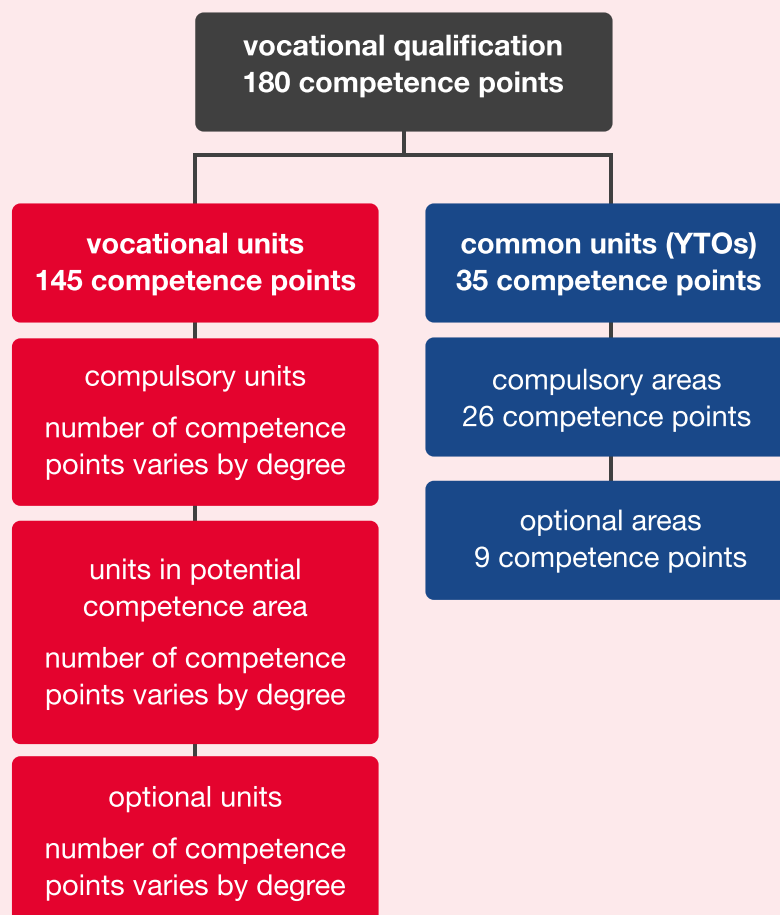 vocational qualification
180 competence points
vocational units
145 competence points
compulsory units
number of competence
points varies by degree
units in potential
competence area
number of competence
points varies by degree
optional units
number of competence
points varies by degree
common units (YTOs)
35 competence points
compulsory areas
26 competence points
optional areas
9 competence points